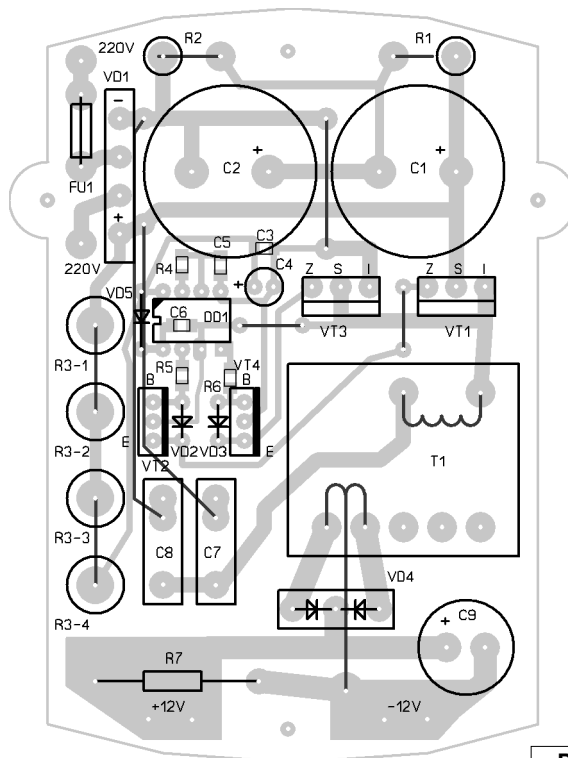 220V R2 R1
VD1
-
+ +
C2 C1
FU1
+
220V
R4 C5 C3
+ C4
Z S I Z S I
VD5
C6 DD1
VT3 VT1
R3-1
R5 VT4
B R6 B
R3-2 E VD2 VD3 E
VT2
T1
R3-3 C8 C7
VD4
R3-4
+ C9
R7
+12V -12V